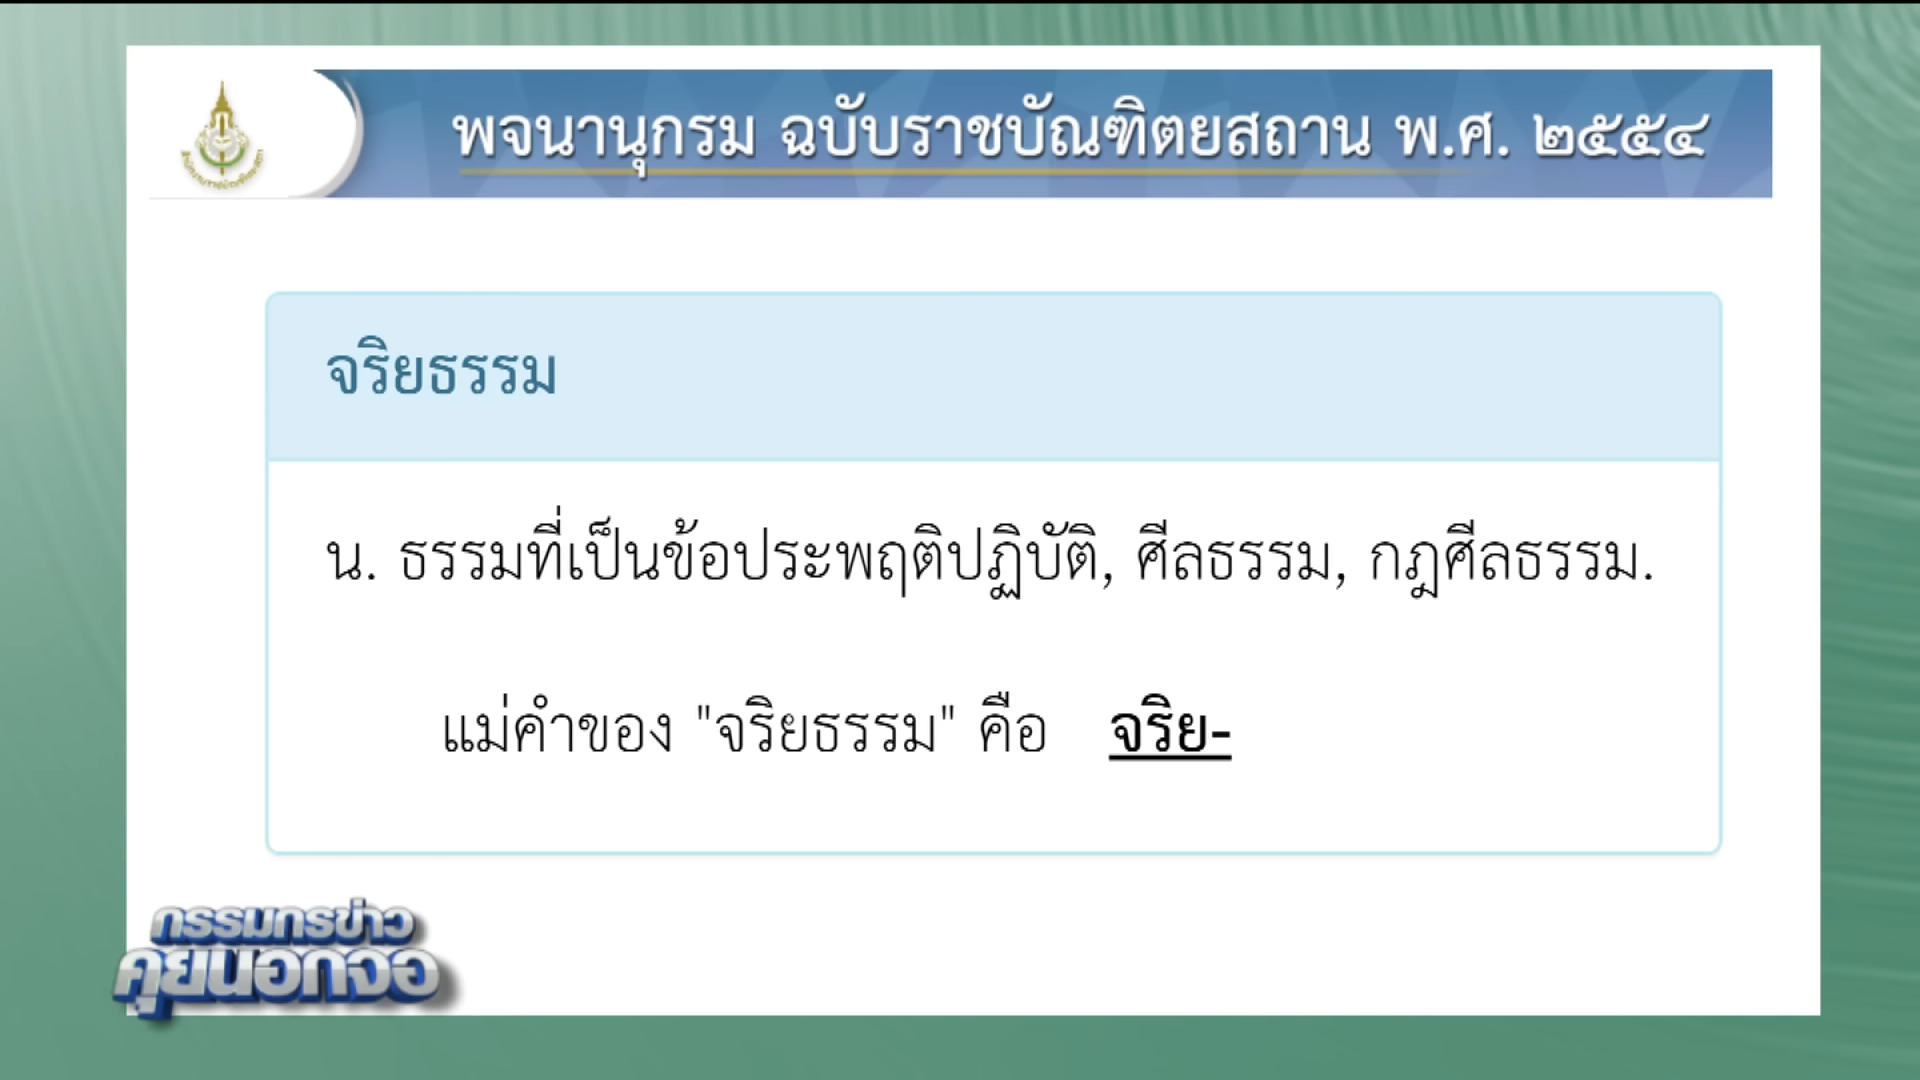 พจนานุกรม ฉบับราชบัณฑิตยสถาน พ.ศ. ๒๕๕๔
จริยธรรม
น. ธรรมที่เป็นข้อประพฤติปฏิบัติ, ศีลธรรม, กฎศีลธรรม.
แม่คำของ "จริยธรรม" คือ จริย-
กรรมกรข่าว
คุยนอกจอ